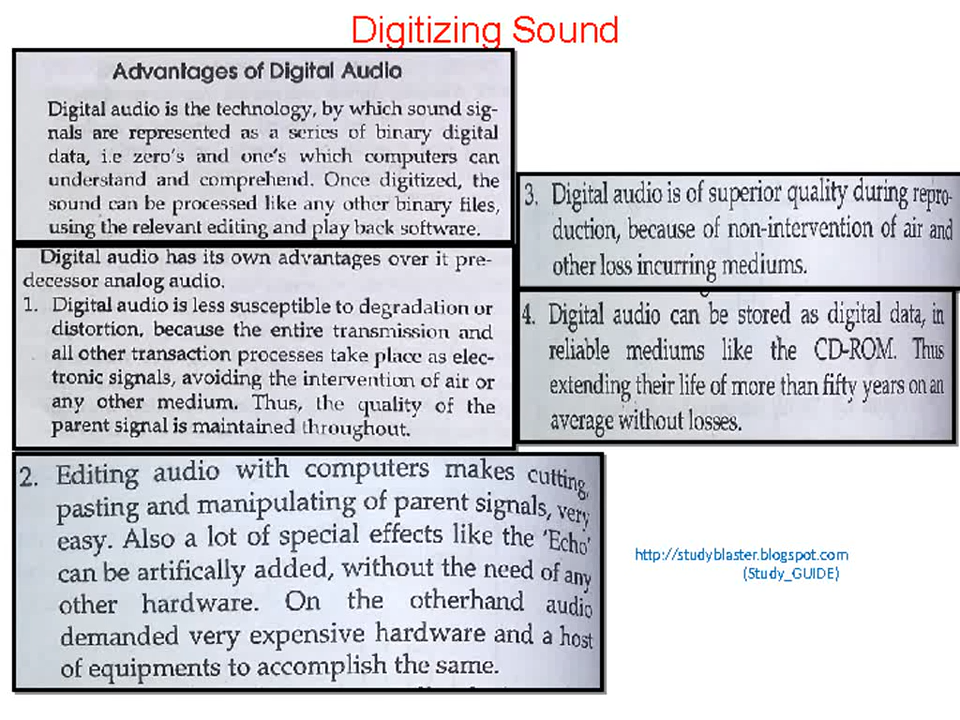 Digitizing Sound
Advantages of Digital Audio
Digital audio is the technology, by which sound sig-
nals are represented as a series of binary digital
data, i.e zero's and one's which computers can
understand and comprehend. Once digitized, the
sound can be processed like any other binary files,
using the relevant editing and play back software.
Digital audio has its own advantages over it pre-
decessor analog audio.
1. Digital audio is less susceptible to degradation or
distortion, because the entire transmission and
all other transaction processes take place as elec-
tronic signals, avoiding the intervention of air or
any other medium. Thus, the quality of the
parent signal is maintained throughout.
2. Editing audio with computers makes cutting,
pasting and manipulating of parent signals, very
easy. Also a lot of special effects like the 'Echo'
can be artifically added, without the need of any
other hardware. On the otherhand audio
demanded very expensive hardware and a host
of equipments to accomplish the same.
3. Digital audio is of superior quality during repro-
duction, because of non-intervention of air and
other loss incurring mediums.
4. Digital audio can be stored as digital data, in
reliable mediums like the CD-ROM. Thus
extending their life of more than fifty years on an
average without losses.
http://studyblaster.blogspot.com
(Study_GUIDE)